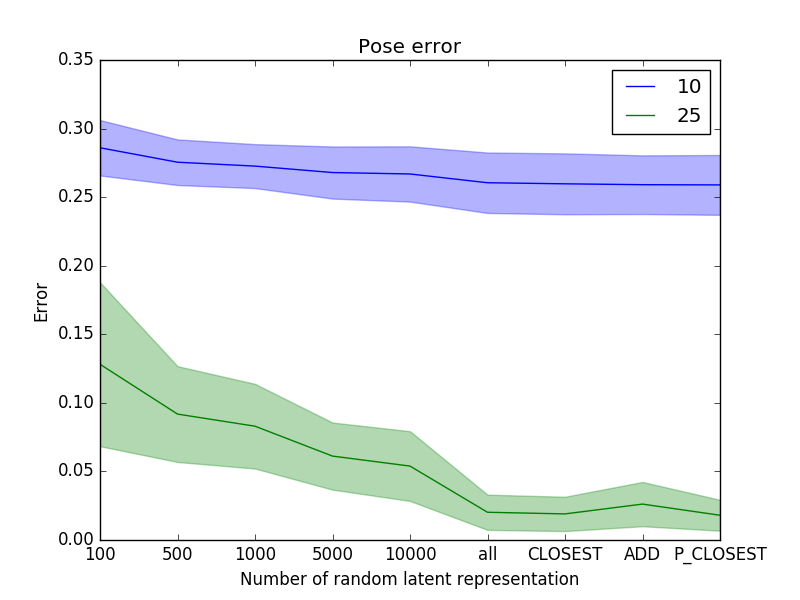 Pose error
10
25
0.35
0.30
0.25
0.20
0.15
0.10
0.05
0.00
Error
100 500 1000 5000 10000 all CLOSEST ADD P_CLOSEST
Number of random latent representation